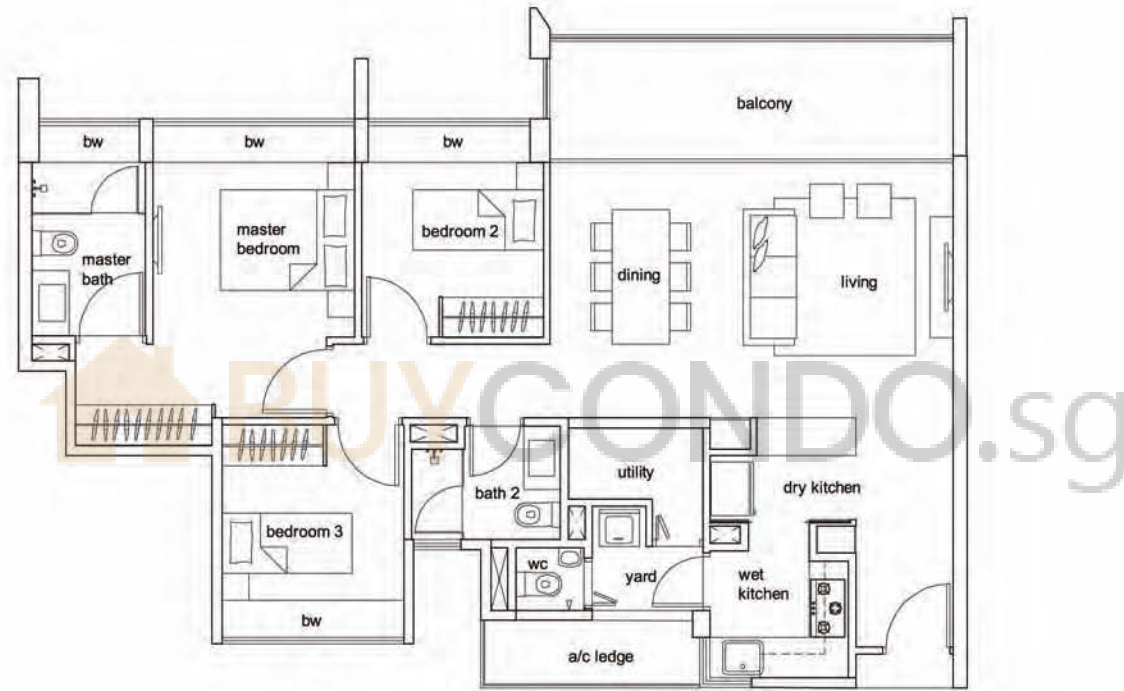 balcony
bw
bw
bw
master
bedroom
bedroom 2
master
bath
dining
living
BUYCONDO.sg
utility
dry kitchen
bath 2
bedroom 3
wc
yard
wet
kitchen
bw
a/c ledge